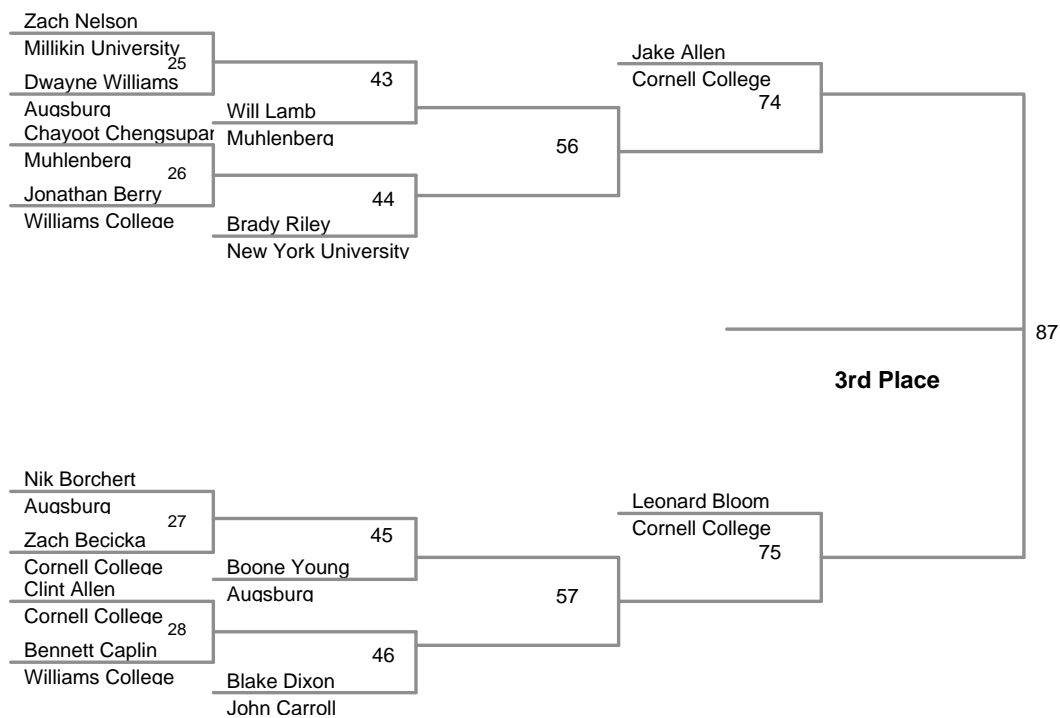 Zach Nelson
Millikin University
25
Dwayne Williams
Augsburg
Chayoot Chengsupar
Muhlenberg
26
Jonathan Berry
Williams College
43
Will Lamb
Muhlenberg
44
Brady Riley
New York University
56
Jake Allen
Cornell College
74
87
3rd Place
Nik Borchert
Augsburg
27
Zach Becicka
Cornell College
Clint Allen
Cornell College
28
Bennett Caplin
Williams College
45
Boone Young
Augsburg
46
Blake Dixon
John Carroll
57
Leonard Bloom
Cornell College
75